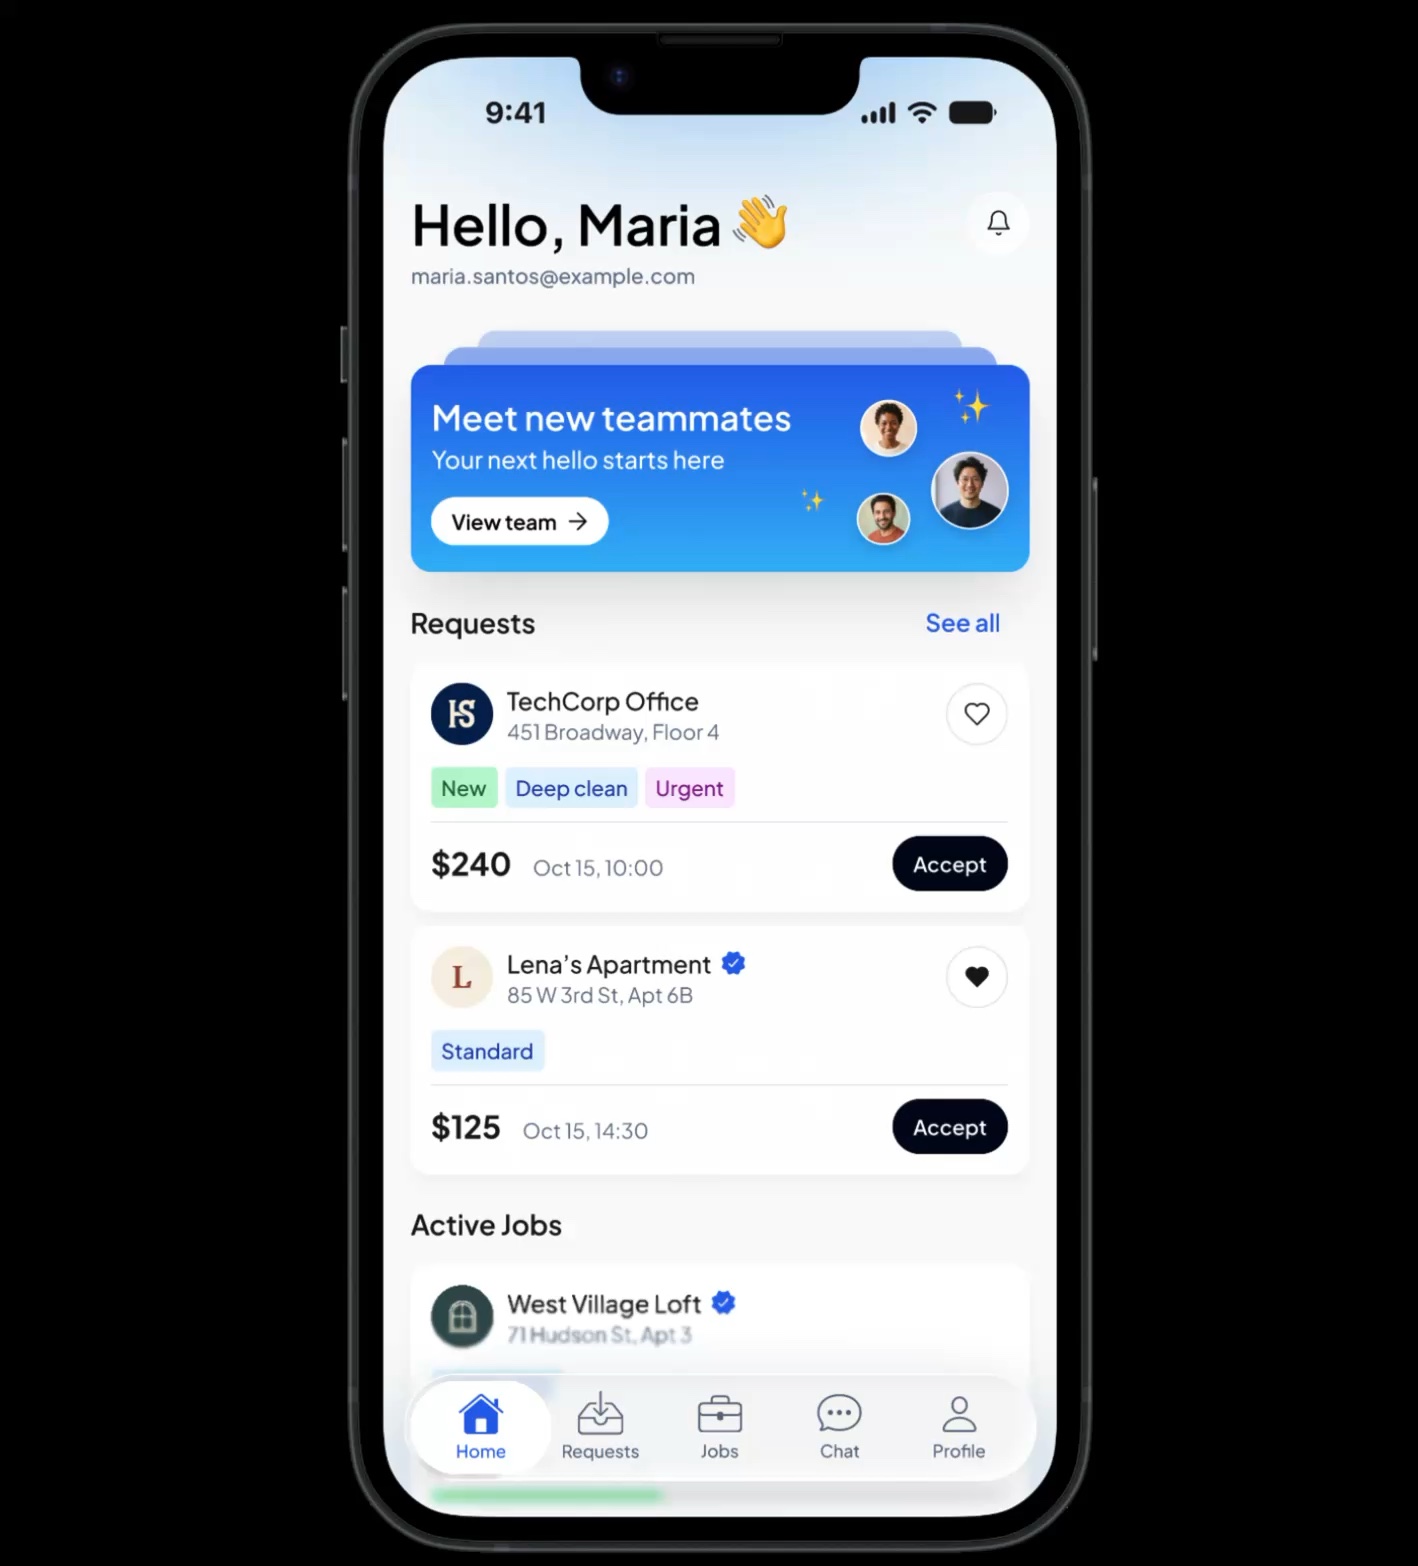 9:41
Hello, Maria 👋
maria.santos@example.com
Meet new teammates
Your next hello starts here
View team →
Requests
See all
HS
TechCorp Office
451 Broadway, Floor 4
New
Deep clean
Urgent
$240
Oct 15, 10:00
Accept
L
Lena’s Apartment
85 W 3rd St, Apt 6B
Standard
$125
Oct 15, 14:30
Accept
Active Jobs
West Village Loft
71 Hudson St, Apt 3
Home
Requests
Jobs
Chat
Profile